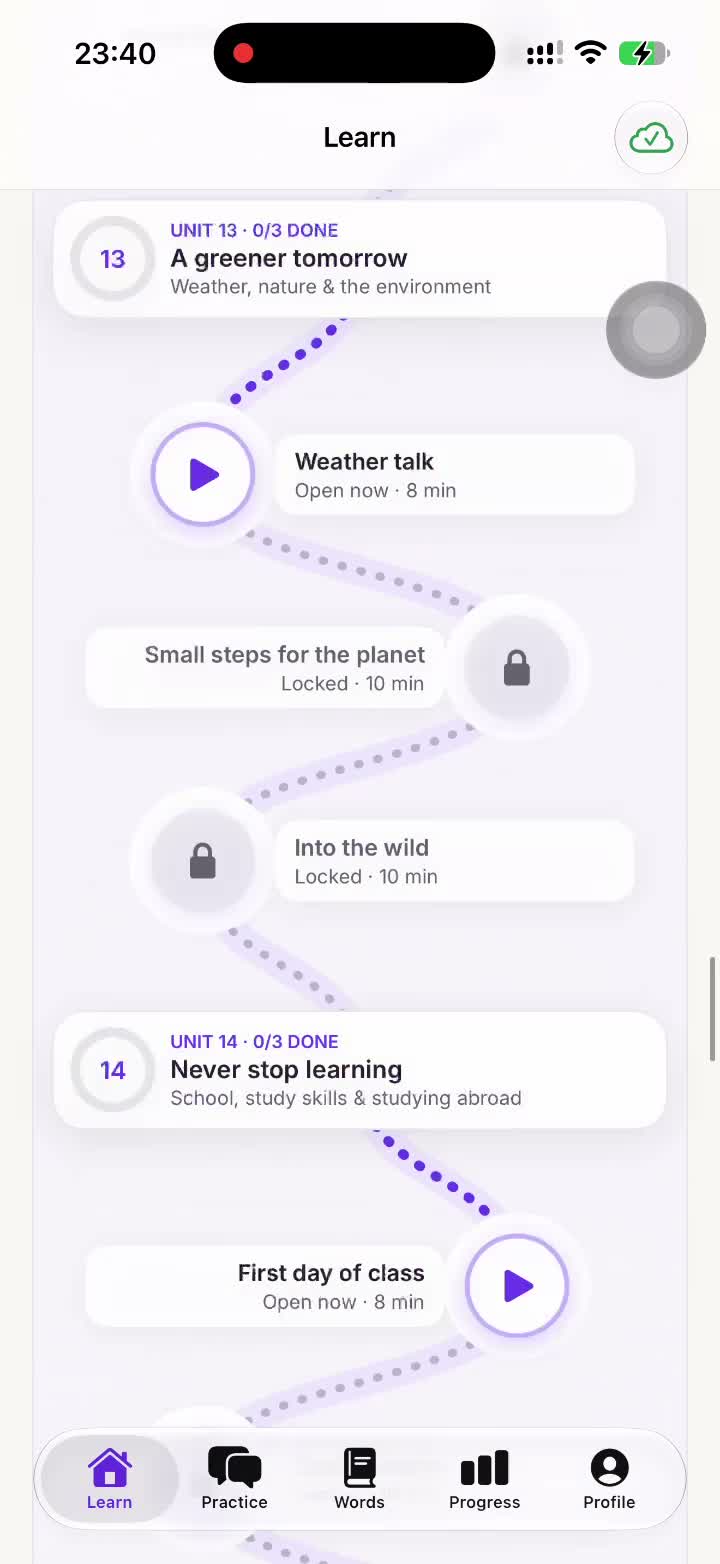 23:40
Learn
UNIT 13 · 0/3 DONE
13
A greener tomorrow
Weather, nature & the environment
Weather talk
Open now · 8 min
Small steps for the planet
Locked · 10 min
Into the wild
Locked · 10 min
UNIT 14 · 0/3 DONE
14
Never stop learning
School, study skills & studying abroad
First day of class
Open now · 8 min
Learn
Practice
Words
Progress
Profile